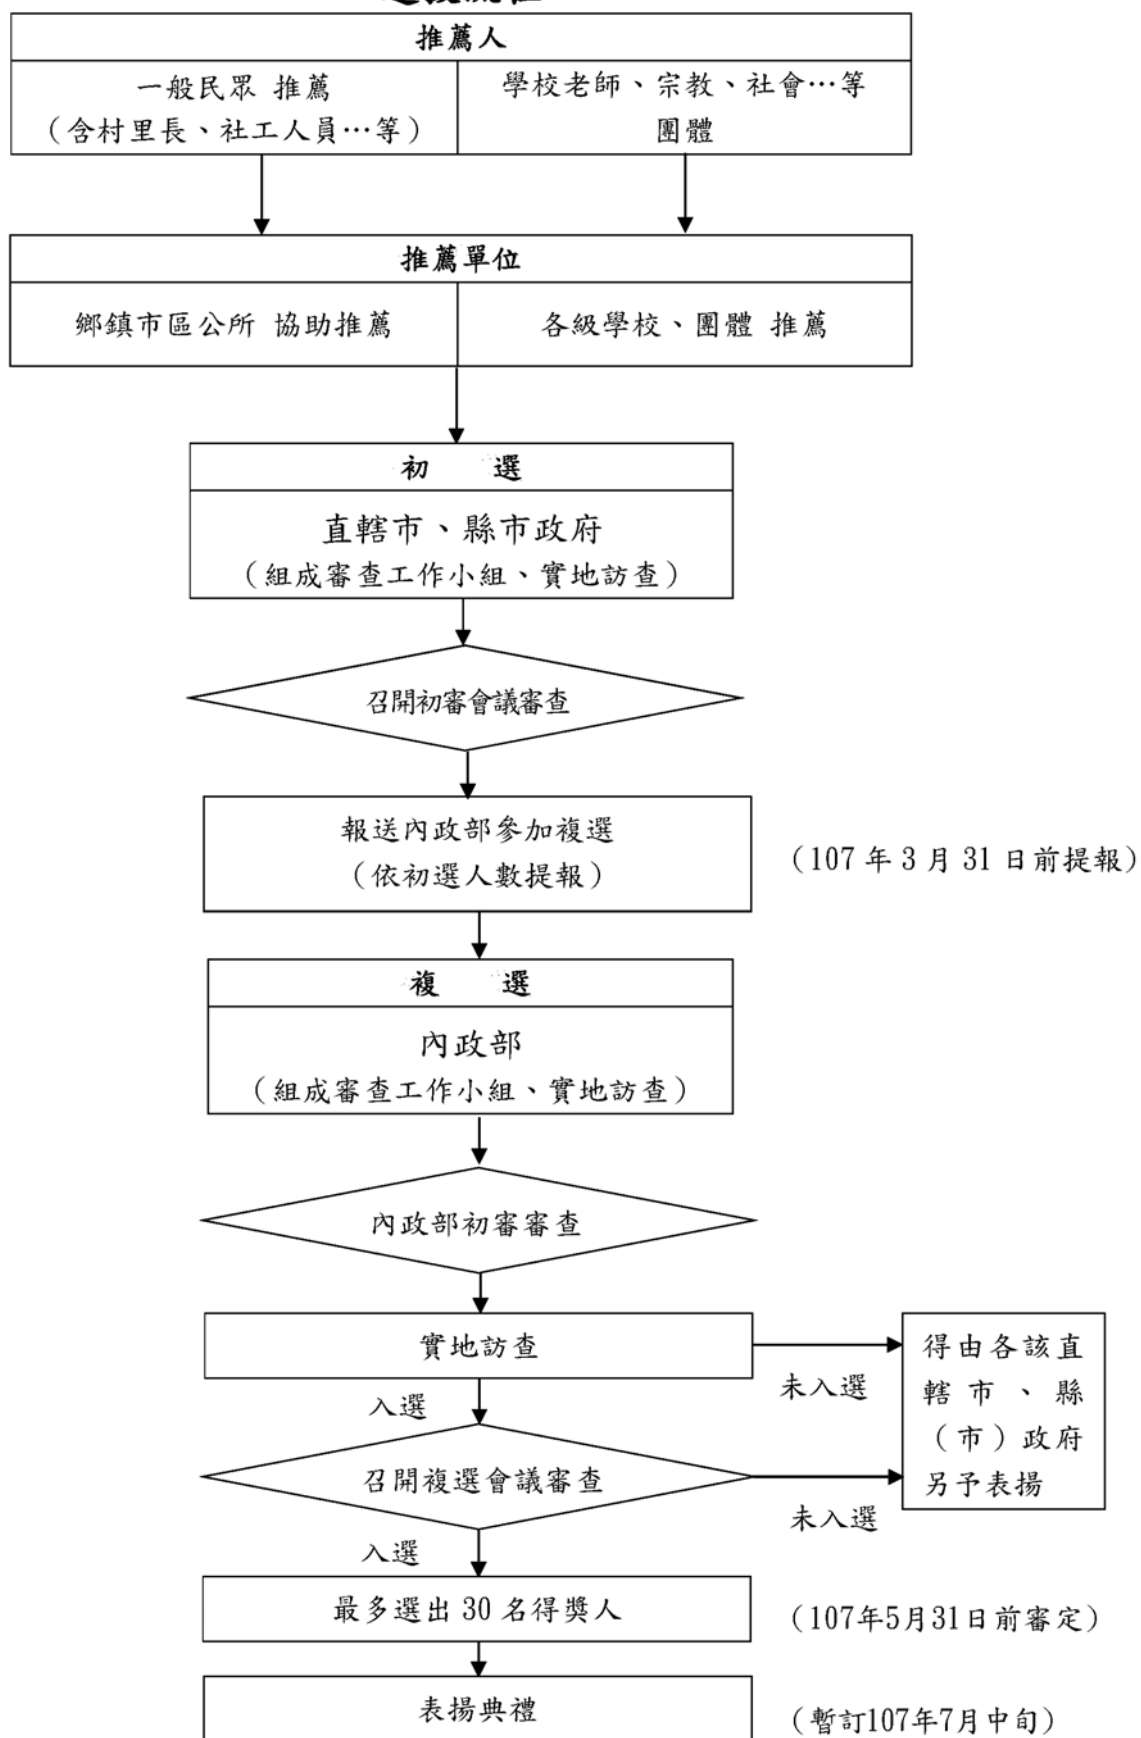 推薦人
一般民眾 推薦
（含村里長、社工人員…等）
學校老師、宗教、社會…等
團體
推薦單位
鄉鎮市區公所 協助推薦
各級學校、團體 推薦
初 選
直轄市、縣市政府
（組成審查工作小組、實地訪查）
召開初審會議審查
報送內政部參加複選
（依初選人數提報）
（107 年 3 月 31 日前提報）
複 選
內政部
（組成審查工作小組、實地訪查）
內政部初審審查
實地訪查
未入選
得由各該直
轄市、縣
（市）政府
另予表揚
入選
召開複選會議審查
未入選
入選
最多選出 30 名得獎人
（107年5月31日前審定）
表揚典禮
（暫訂107年7月中旬）